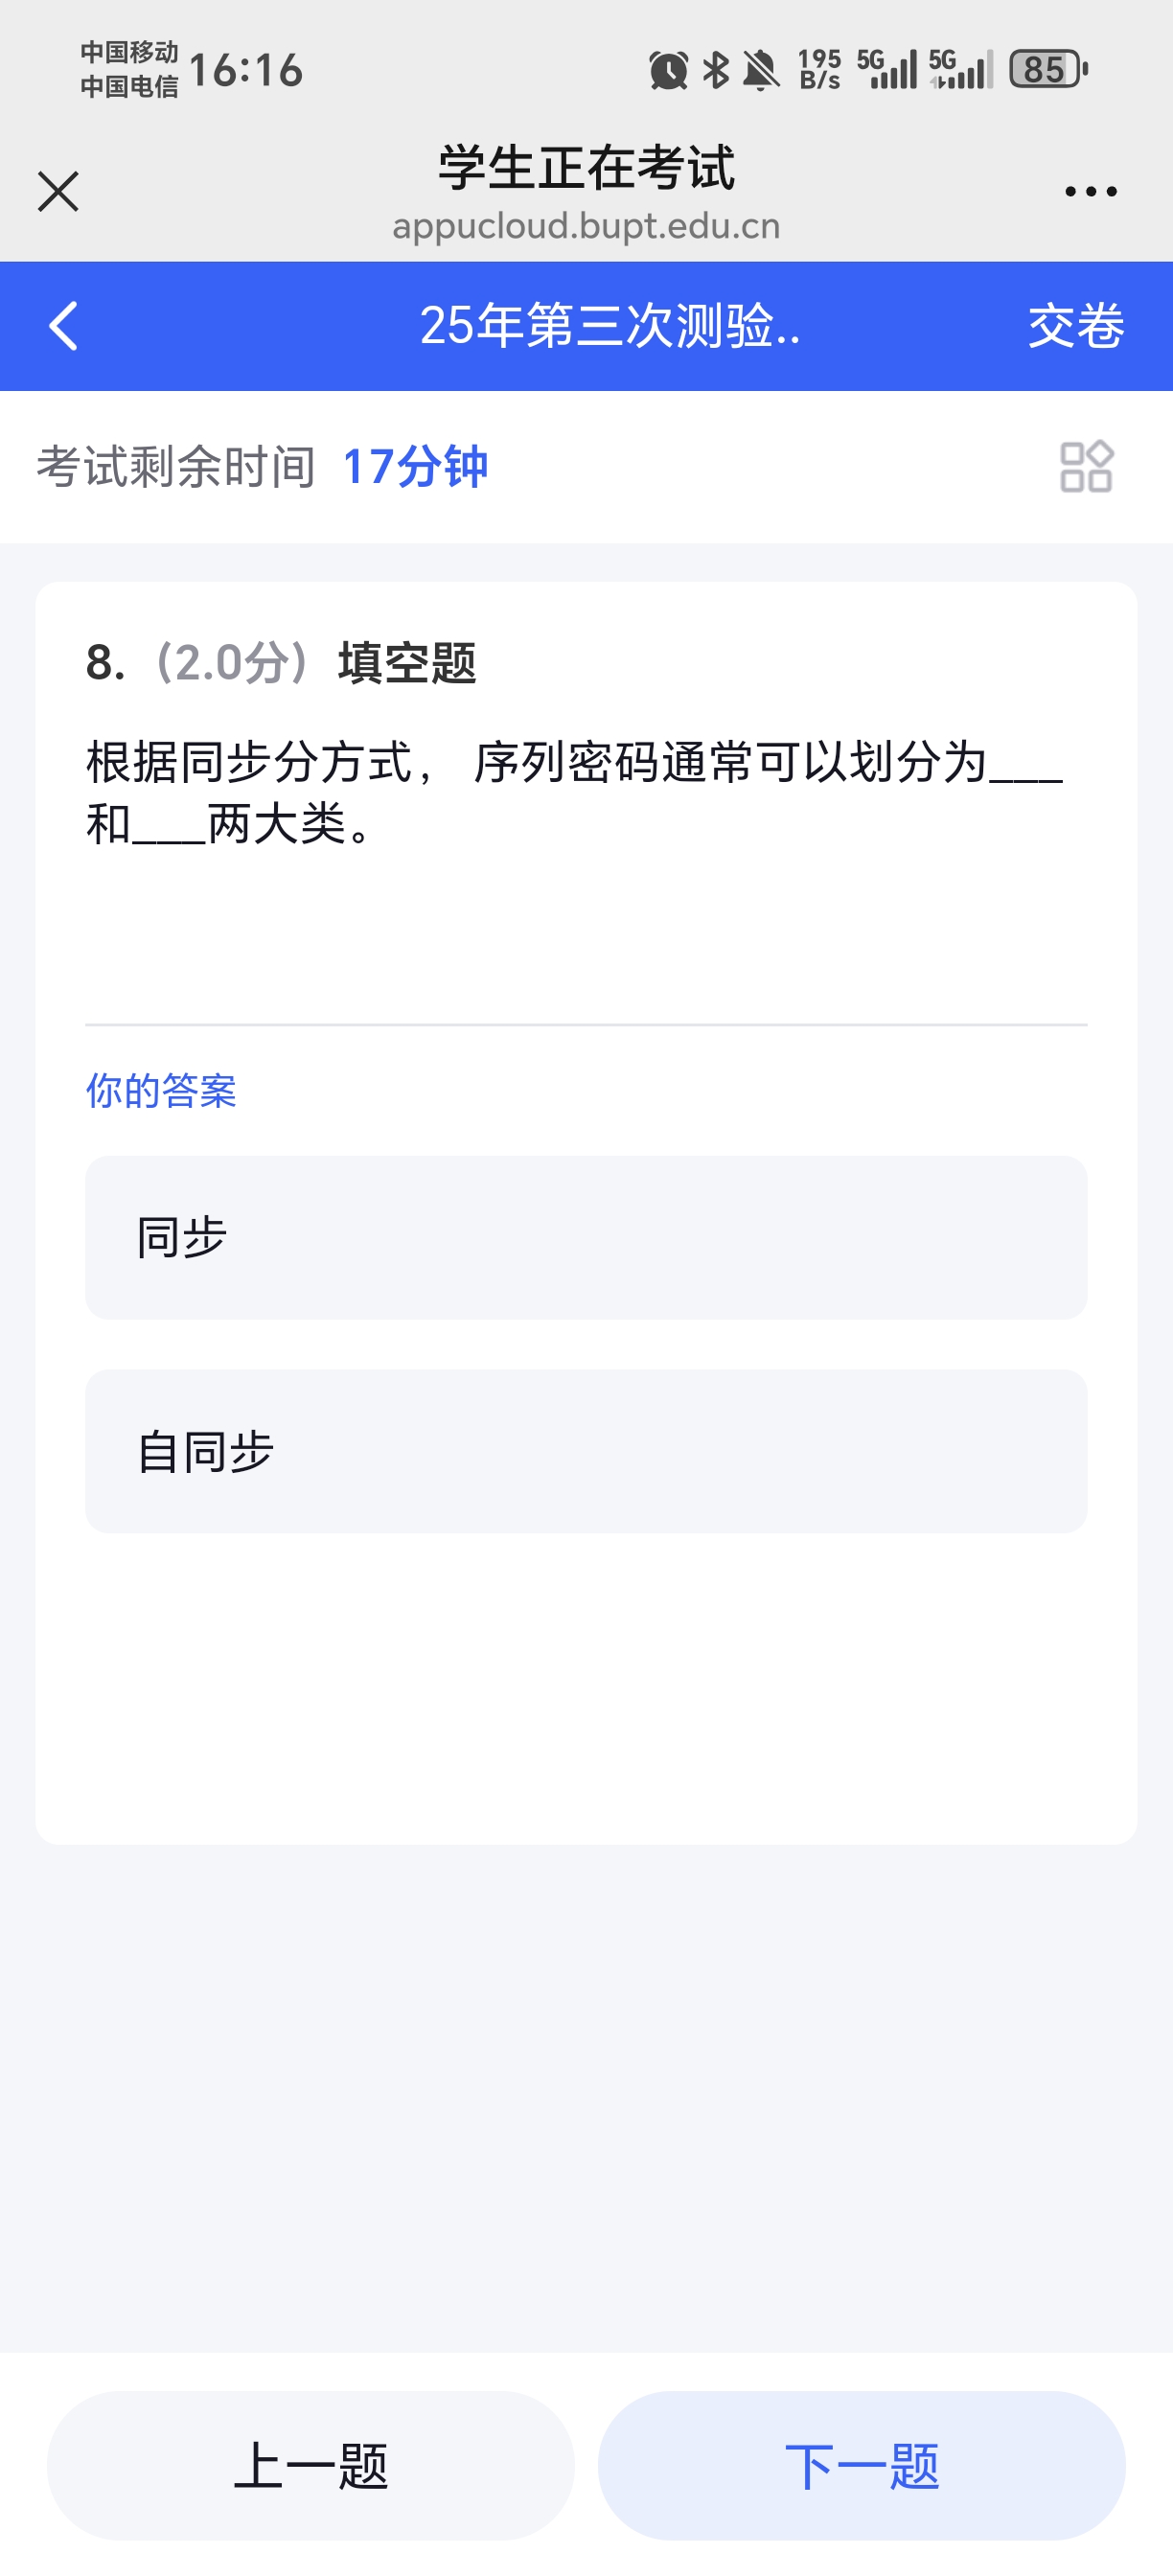 中国移动
中国电信
16:16
195
B/s
5G
5G
85
学生正在考试
appucloud.bupt.edu.cn
25年第三次测验..
交卷
考试剩余时间 17分钟
8.（2.0分）填空题
根据同步分方式， 序列密码通常可以划分为___
和___两大类。
你的答案
同步
自同步
上一题
下一题